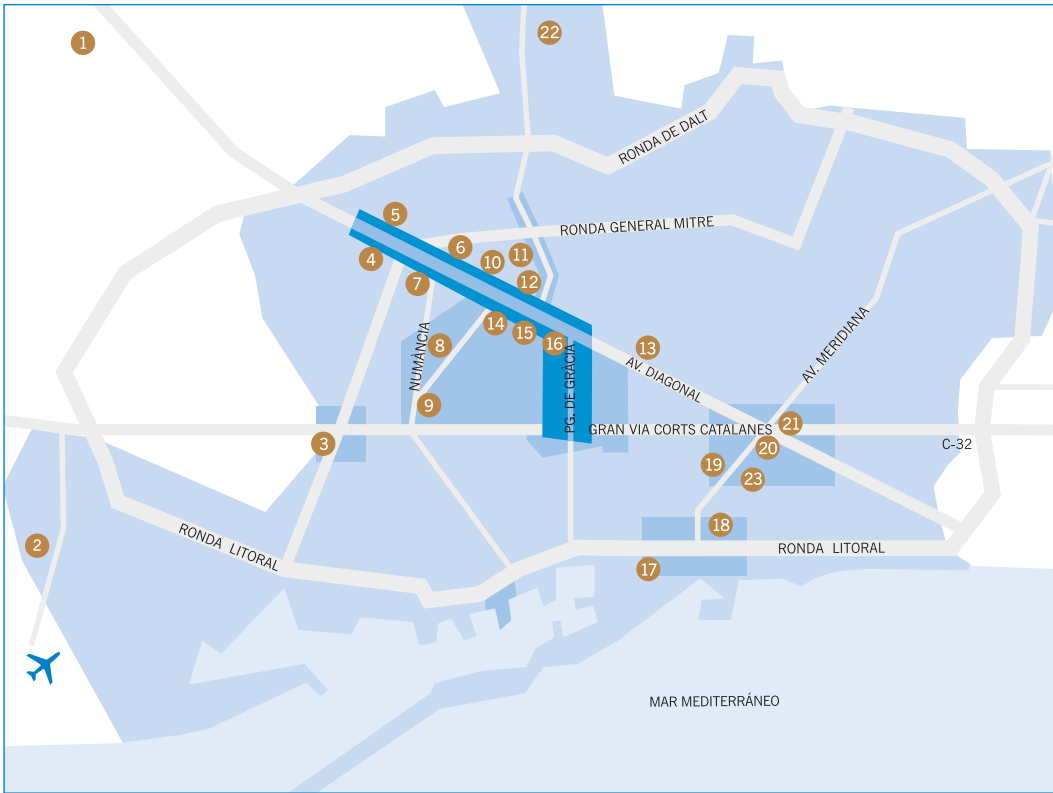 1
22
RONDA DE DALT
5
RONDA GENERAL MITRE
6
11
4
10
7
12
14
15
AV. MERIDIANA
NUMÀNCIA
8
16
13
AV. DIAGONAL
PG. DE GRÀCIA
9
21
GRAN VIA CORTS CATALANES
3
C-32
20
19
23
18
2
RONDA LITORAL
RONDA LITORAL
17
MAR MEDITERRÁNEO